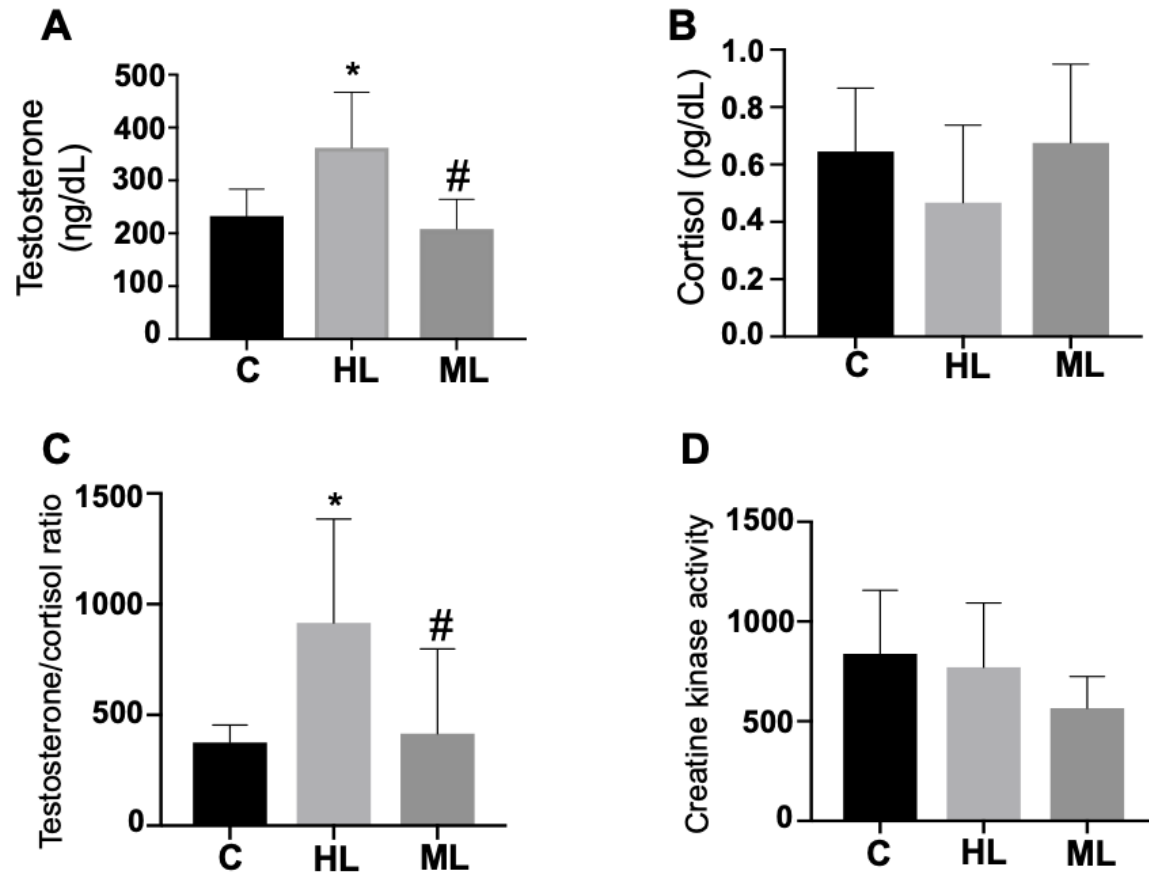 A
Testosterone
(ηg/dL)
500
400
300
200
100
0
*
#
C HL ML
B
Cortisol (pg/dL)
1.0
0.8
0.6
0.4
0.2
0.0
C HL ML
C
Testosterone/cortisol ratio
1500
1000
500
0
*
#
C HL ML
D
Creatine kinase activity
1500
1000
500
0
C HL ML